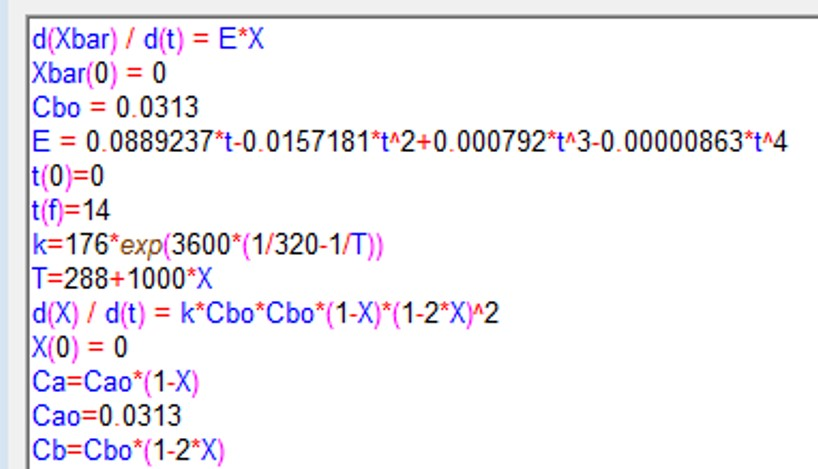 d(Xbar) / d(t) = E*X
Xbar(0) = 0
Cbo = 0.0313
E = 0.0889237*t-0.0157181*t^2+0.000792*t^3-0.00000863*t^4
t(0)=0
t(f)=14
k=176*exp(3600*(1/320-1/T))
T=288+1000*X
d(X) / d(t) = k*Cbo*Cbo*(1-X)*(1-2*X)^2
X(0) = 0
Ca=Cao*(1-X)
Cao=0.0313
Cb=Cbo*(1-2*X)